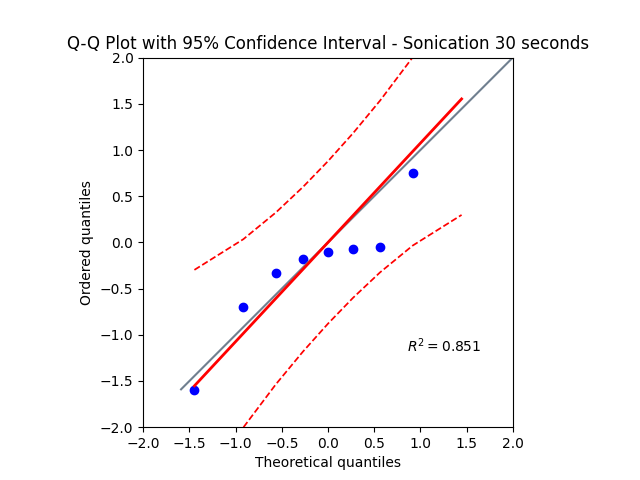 Q-Q Plot with 95% Confidence Interval - Sonication 30 seconds
2.0
1.5
1.0
0.5
0.0
−0.5
−1.0
−1.5
−2.0
Ordered quantiles
R² = 0.851
−2.0 −1.5 −1.0 −0.5 0.0 0.5 1.0 1.5 2.0
Theoretical quantiles